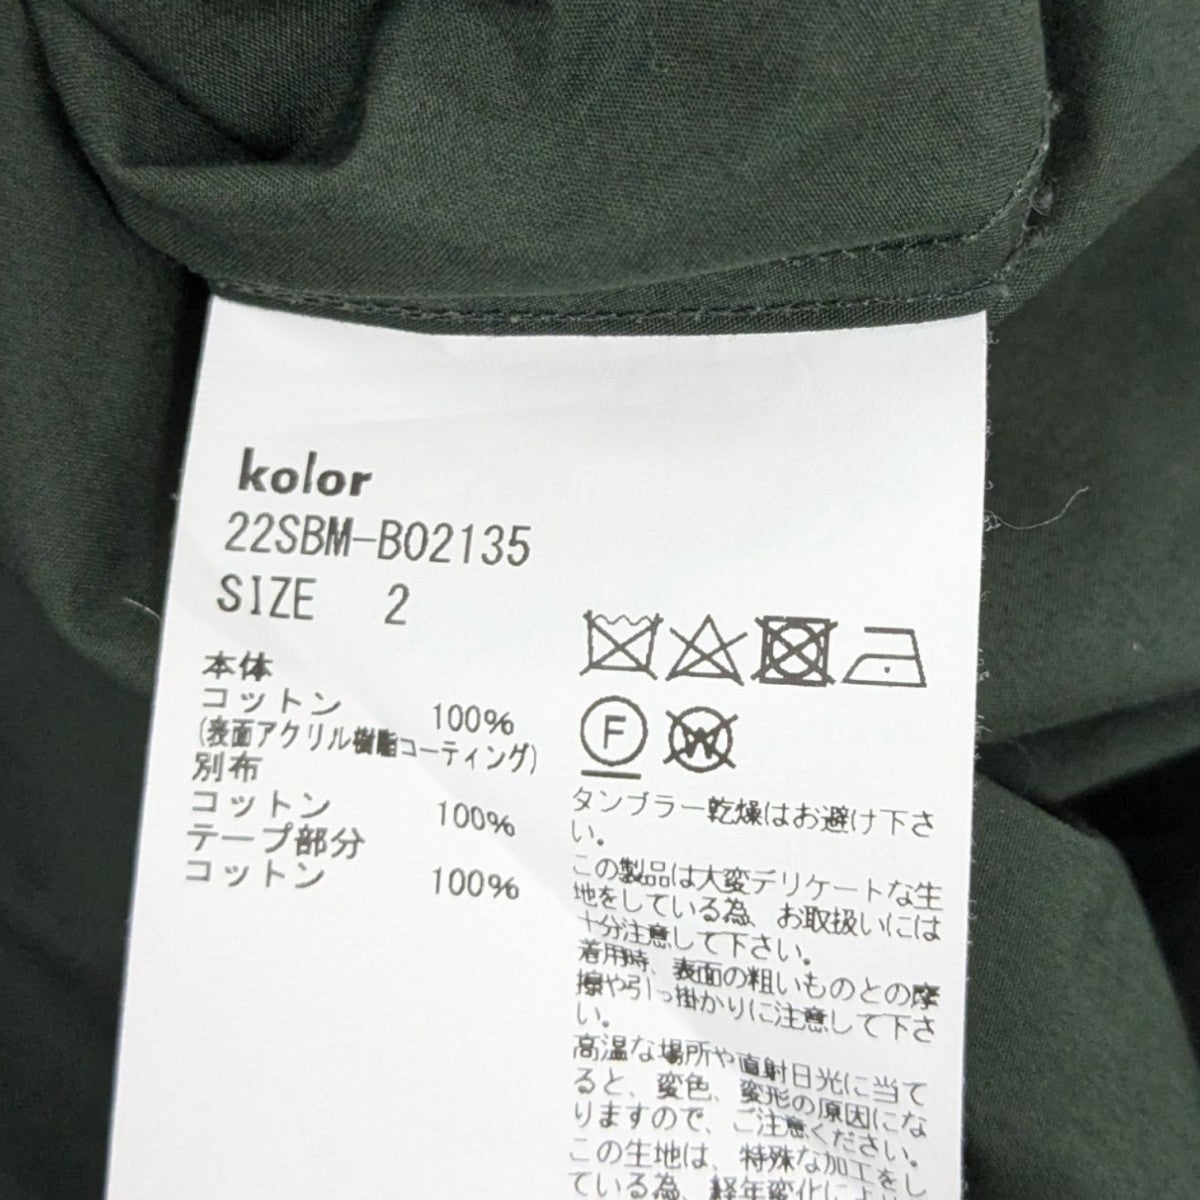 kolor
22SBM-B02135
SIZE 2
本体
コットン 100%
(表面アクリル樹脂コーティング)
別布
コットン 100%
テープ部分
コットン 100%
F W
タンブラー乾燥はお避け下さ
い。
この製品は大変デリケートな生
地をしている為、お取扱いには
十分注意して下さい。
着用時、表面の粗いものとの摩
擦や引っ掛かりに注意して下さ
い。
高温な場所や直射日光に当て
ると、変色、変形の原因にな
りますので、ご注意ください。
この生地は、特殊な加工をし
ている為、経年変化により